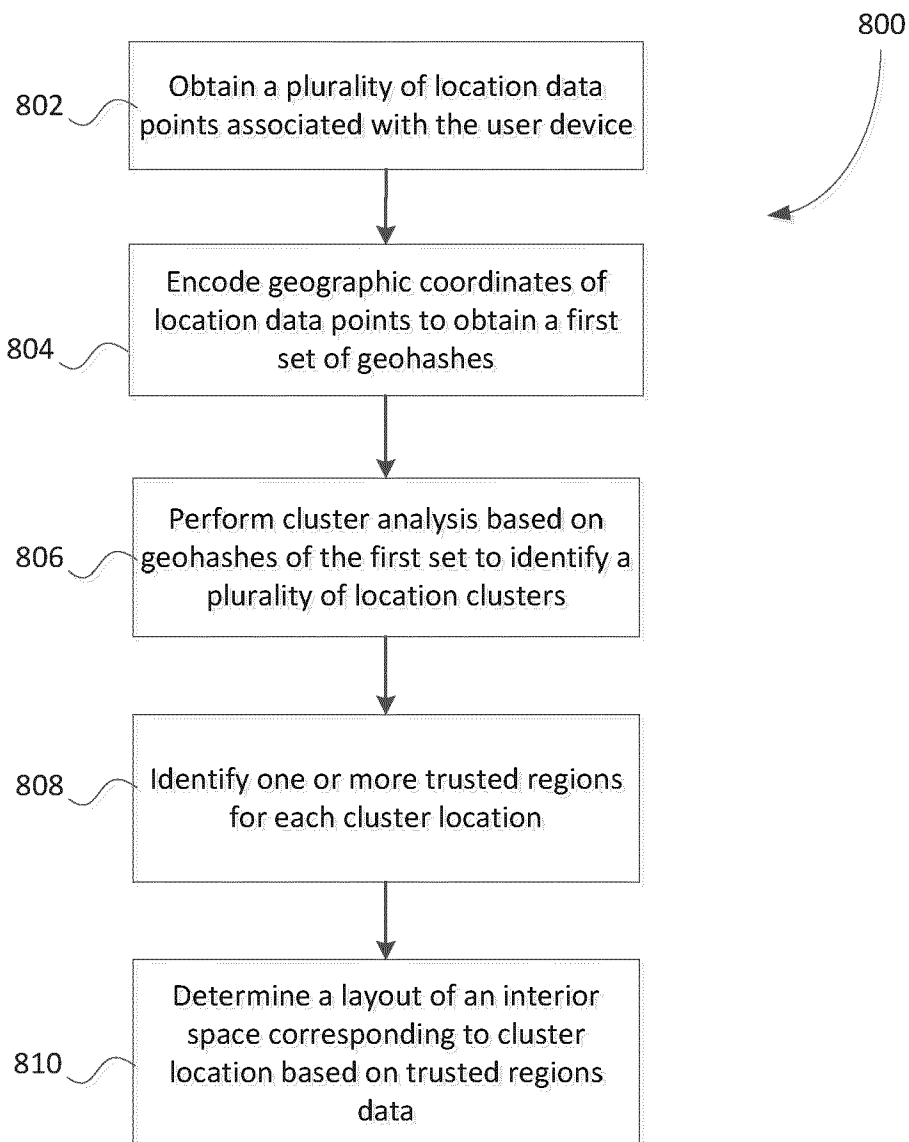 800
802
Obtain a plurality of location data
points associated with the user device
804
Encode geographic coordinates of
location data points to obtain a first
set of geohashes
806
Perform cluster analysis based on
geohashes of the first set to identify a
plurality of location clusters
808
Identify one or more trusted regions
for each cluster location
810
Determine a layout of an interior
space corresponding to cluster
location based on trusted regions
data